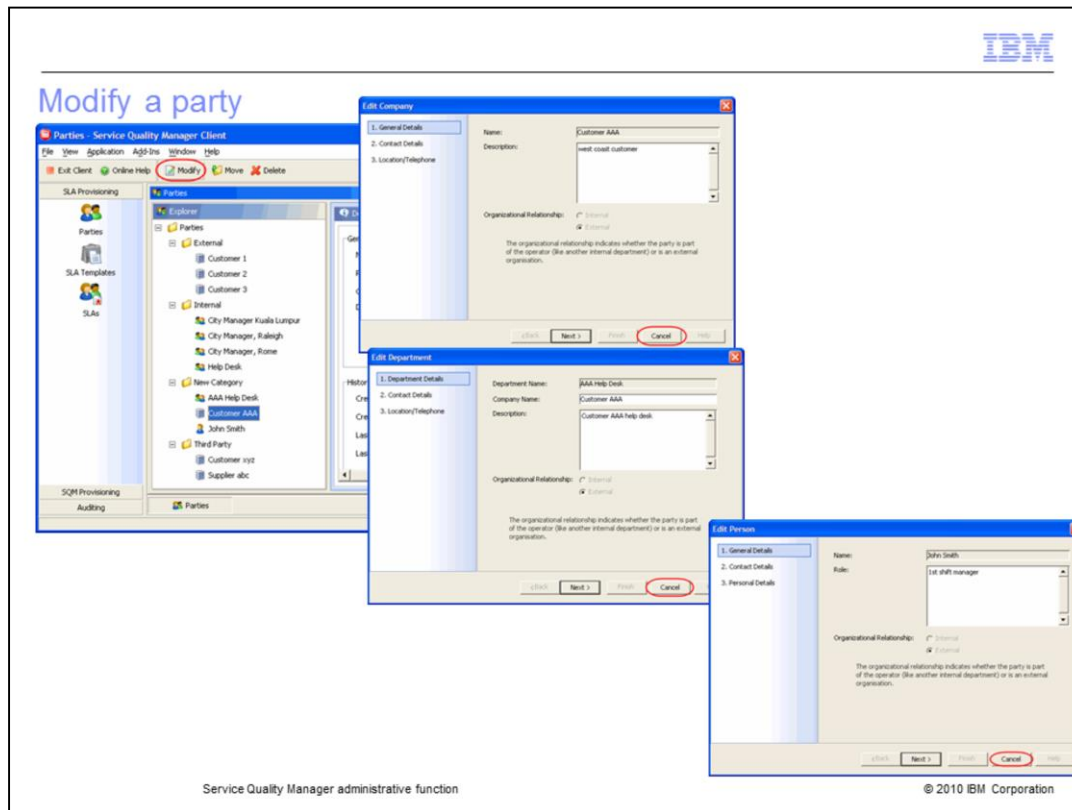 IBM
Modify a party
Parties - Service Quality Manager Client
File View Application Add-Ins Window Help
Exit Client Online Help Modify Move Delete
SLA Provisioning
Parties
SLA Templates
SLAs
SQM Provisioning
Auditing
Parties
Explorer
Parties
External
Customer 1
Customer 2
Customer 3
Internal
City Manager Kuala Lumpur
City Manager, Raleigh
City Manager, Rome
Help Desk
New Category
AAA Help Desk
Customer AAA
John Smith
Third Party
Customer xyz
Supplier abc
Parties
Edit Company
1. General Details
2. Contact Details
3. Location/Telephone
Name: Customer AAA
Description: west coast customer
Organizational Relationship: Internal
External
The organizational relationship indicates whether the party is part
of the operator (like another internal department) or is an external
organisation.
<Back Next > Finish Cancel Help
Edit Department
1. Department Details
2. Contact Details
3. Location/Telephone
Department Name: AAA Help Desk
Company Name: Customer AAA
Description: Customer AAA help desk
Organizational Relationship: Internal
External
The organizational relationship indicates whether the party is part
of the operator (like another internal department) or is an external
organisation.
<Back Next > Finish Cancel
Edit Person
1. General Details
2. Contact Details
3. Personal Details
Name: John Smith
Role: 1st shift manager
Organizational Relationship: Internal
External
The organizational relationship indicates whether the party is part
of the operator (like another internal department) or is an external
organisation.
<Back Next > Finish Cancel Help
Service Quality Manager administrative function
© 2010 IBM Corporation